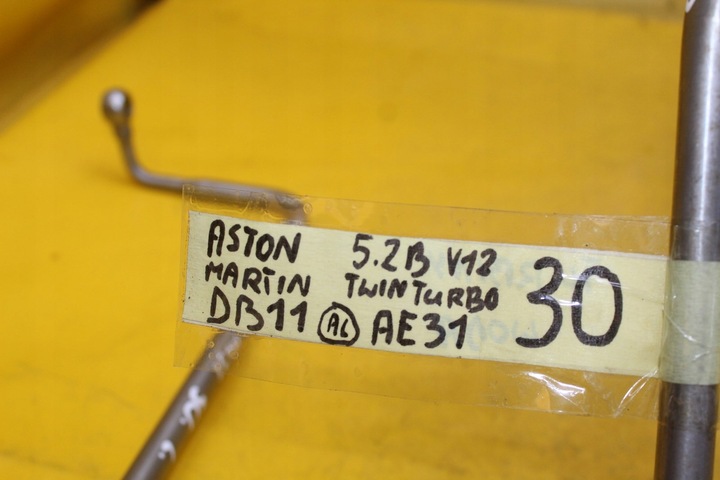 ASTON 5.2B V12
MARTIN TWINTURBO
DB11 AL AE31
30